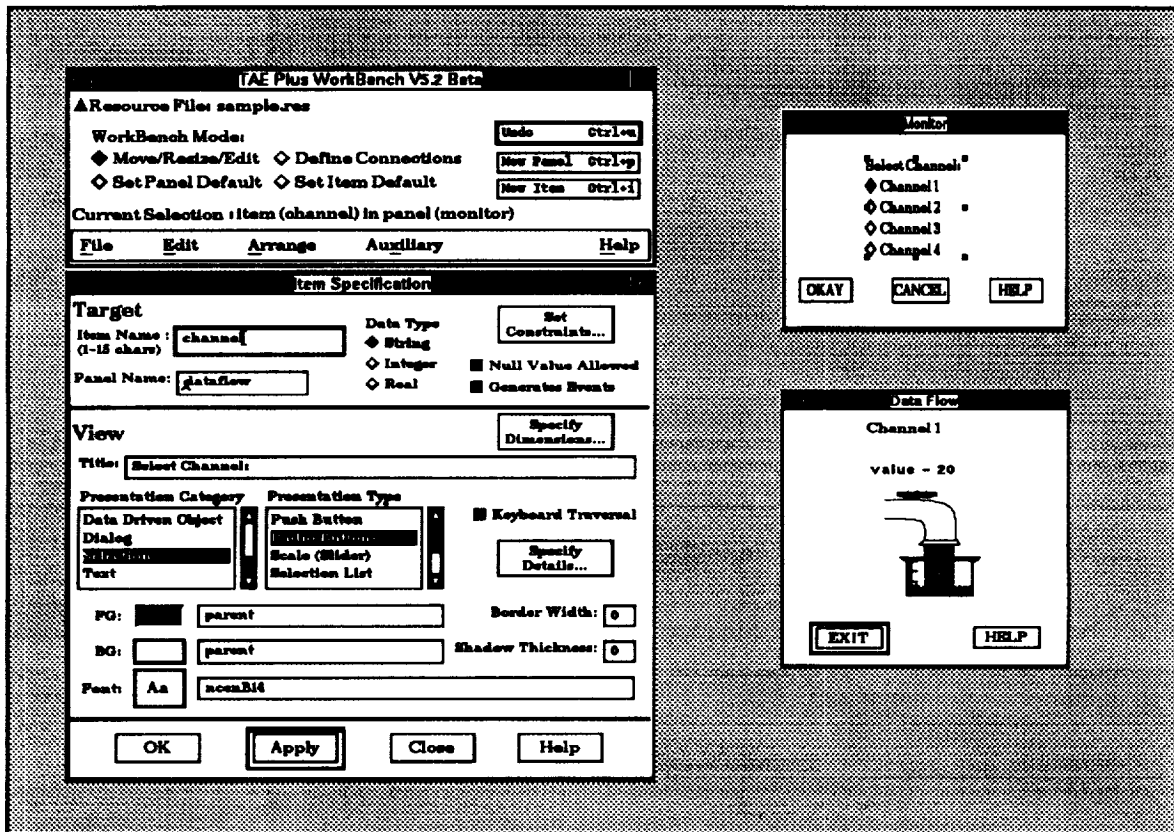 TAE Plus WorkBench V5.2 Beta
Resource File: sample.res
WorkBench Mode:
Move/Resize/Edit Define Connections
Set Panel Default Set Item Default
Undo Ctrl+u
New Panel Ctrl+p
New Item Ctrl+i
Current Selection : item (channel) in panel (monitor)
File Edit Arrange Auxiliary Help
Item Specification
Target
Item Name :
(1-15 chars)
channel
Panel Name: dataflow
Data Type
String
Integer
Real
Set
Constraints...
Null Value Allowed
Generates Events
View
Specify
Dimensions...
Title: Select Channel:
Presentation Category
Data Driven Object
Dialog
Selection
Text
Presentation Type
Push Button
Radio Buttons
Scale (Slider)
Selection List
Keyboard Traversal
Specify
Details...
FG: parent
Border Width: 0
BG: parent
Shadow Thickness: 0
Font: Aa ncenB14
OK Apply Close Help
Monitor
Select Channel:
Channel 1
Channel 2
Channel 3
Channel 4
OKAY CANCEL HELP
Data Flow
Channel 1
value - 20
EXIT HELP